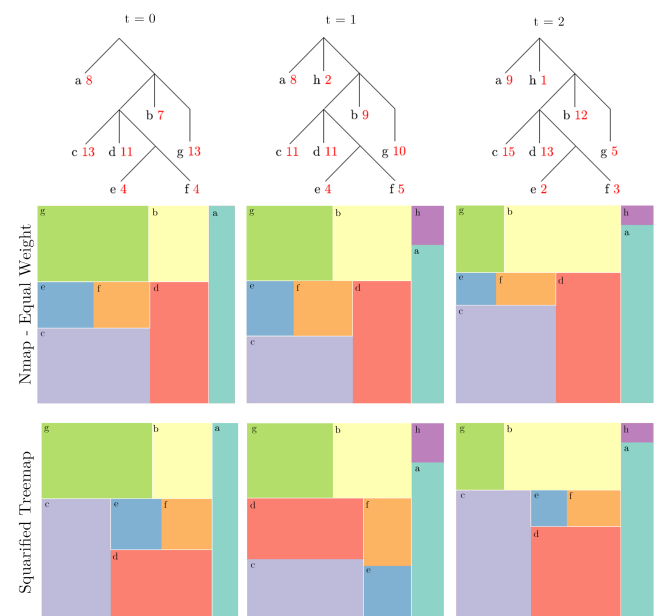 t = 0 t = 1 t = 2
a 8 a 8 h 2 a 9 h 1
b 7 b 9 b 12
c 13 d 11 g 13 c 11 d 11 g 10 c 15 d 13 g 5
e 4 f 4 e 4 f 5 e 2 f 3
Nmap - Equal Weight
g b a
e f d
c
g b h
a
e f d
c
g b h
a
e f d
c
Squarified Treemap
g b a
c e f
d
g b h
a
d f
c e
g b h
a
c e f
d